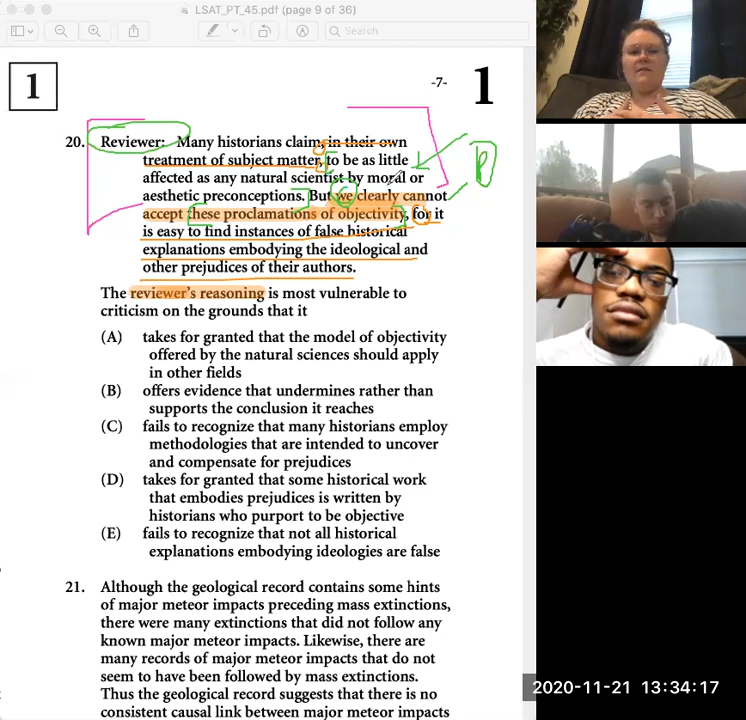 LSAT_PT_45.pdf (page 9 of 36)
Search
1
-7-
1
20. Reviewer: Many historians claim, in their own
treatment of subject matter, to be as little
affected as any natural scientist by moral or
aesthetic preconceptions. But we clearly cannot
accept these proclamations of objectivity, for it
is easy to find instances of false historical
explanations embodying the ideological and
other prejudices of their authors.
P
C
The reviewer's reasoning is most vulnerable to
criticism on the grounds that it
(A) takes for granted that the model of objectivity
offered by the natural sciences should apply
in other fields
(B) offers evidence that undermines rather than
supports the conclusion it reaches
(C) fails to recognize that many historians employ
methodologies that are intended to uncover
and compensate for prejudices
(D) takes for granted that some historical work
that embodies prejudices is written by
historians who purport to be objective
(E) fails to recognize that not all historical
explanations embodying ideologies are false
21. Although the geological record contains some hints
of major meteor impacts preceding mass extinctions,
there were many extinctions that did not follow any
known major meteor impacts. Likewise, there are
many records of major meteor impacts that do not
seem to have been followed by mass extinctions.
Thus the geological record suggests that there is no
consistent causal link between major meteor impacts
2020-11-21 13:34:17